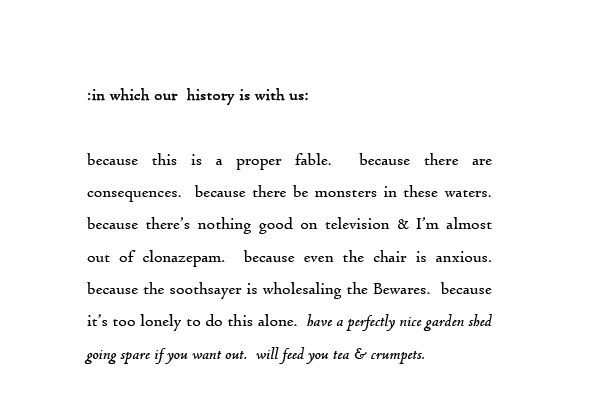 :in which our history is with us:
because this is a proper fable. because there are
consequences. because there be monsters in these waters.
because there's nothing good on television & I'm almost
out of clonazepam. because even the chair is anxious.
because the soothsayer is wholesaling the Bewares. because
it's too lonely to do this alone. have a perfectly nice garden shed
going spare if you want out. will feed you tea & crumpets.